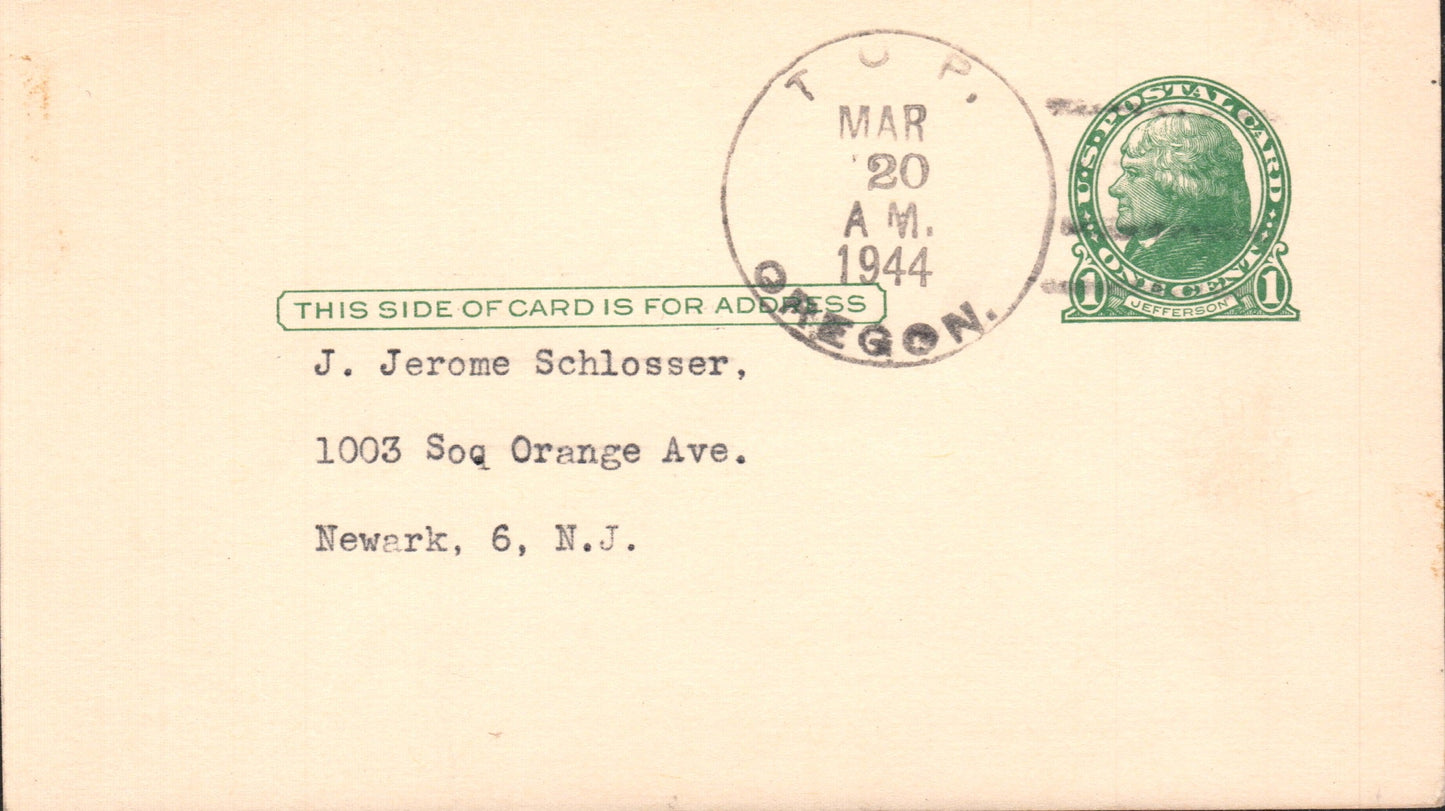 TOP,
MAR
20
A M.
1944
OREGON.
U.S. POSTAL CARD
ONE CENT
1 JEFFERSON 1
THIS SIDE OF CARD IS FOR ADDRESS
J. Jerome Schlosser,
1003 Soq Orange Ave.
Newark, 6, N.J.